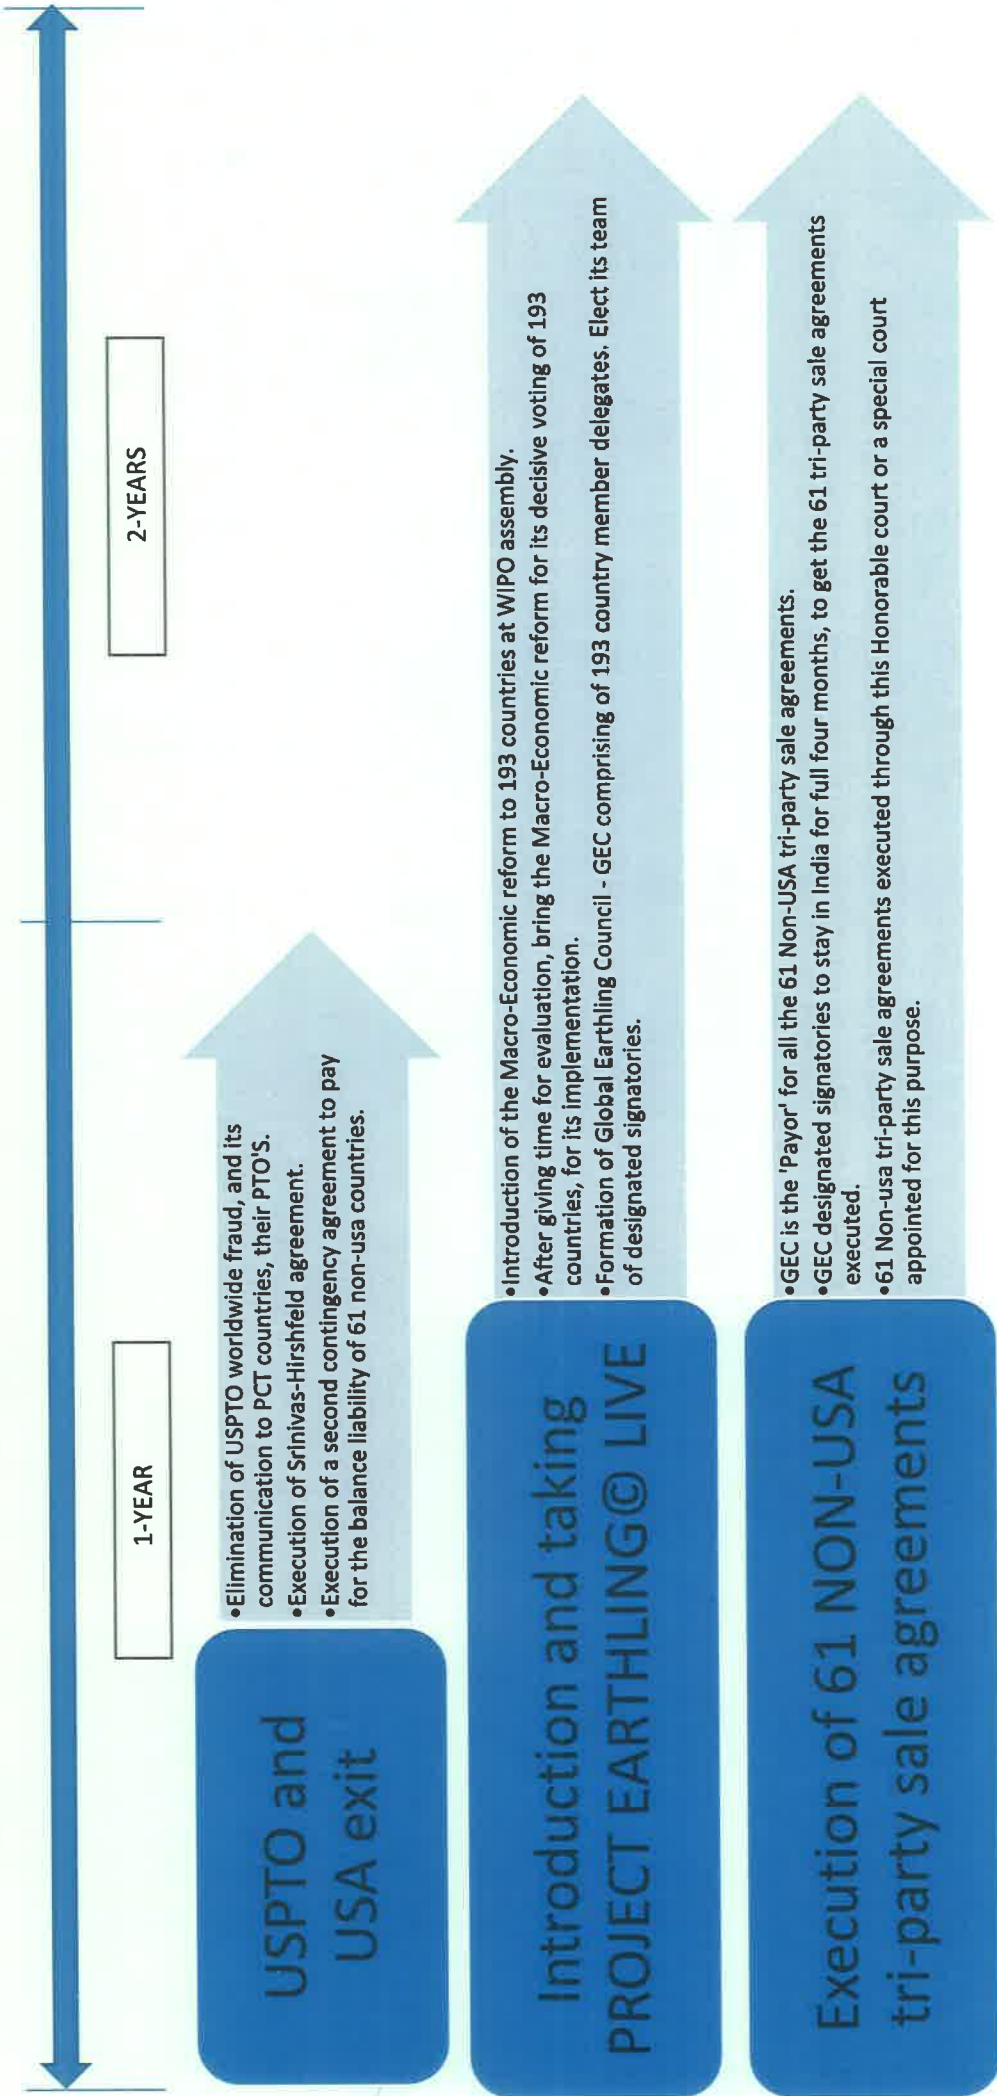 1-YEAR
2-YEARS
USPTO and
USA exit
•Elimination of USPTO worldwide fraud, and its
communication to PCT countries, their PTO'S.
•Execution of Srinivas-Hirshfeld agreement.
•Execution of a second contingency agreement to pay
for the balance liability of 61 non-usa countries.
Introduction and taking
PROJECT EARTHLING© LIVE
•Introduction of the Macro-Economic reform to 193 countries at WIPO assembly.
•After giving time for evaluation, bring the Macro-Economic reform for its decisive voting of 193
countries, for its implementation.
•Formation of Global Earthling Council - GEC comprising of 193 country member delegates. Elect its team
of designated signatories.
Execution of 61 NON-USA
tri-party sale agreements
•GEC is the 'Payor' for all the 61 Non-USA tri-party sale agreements.
•GEC designated signatories to stay in India for full four months, to get the 61 tri-party sale agreements
executed.
•61 Non-usa tri-party sale agreements executed through this Honorable court or a special court
appointed for this purpose.